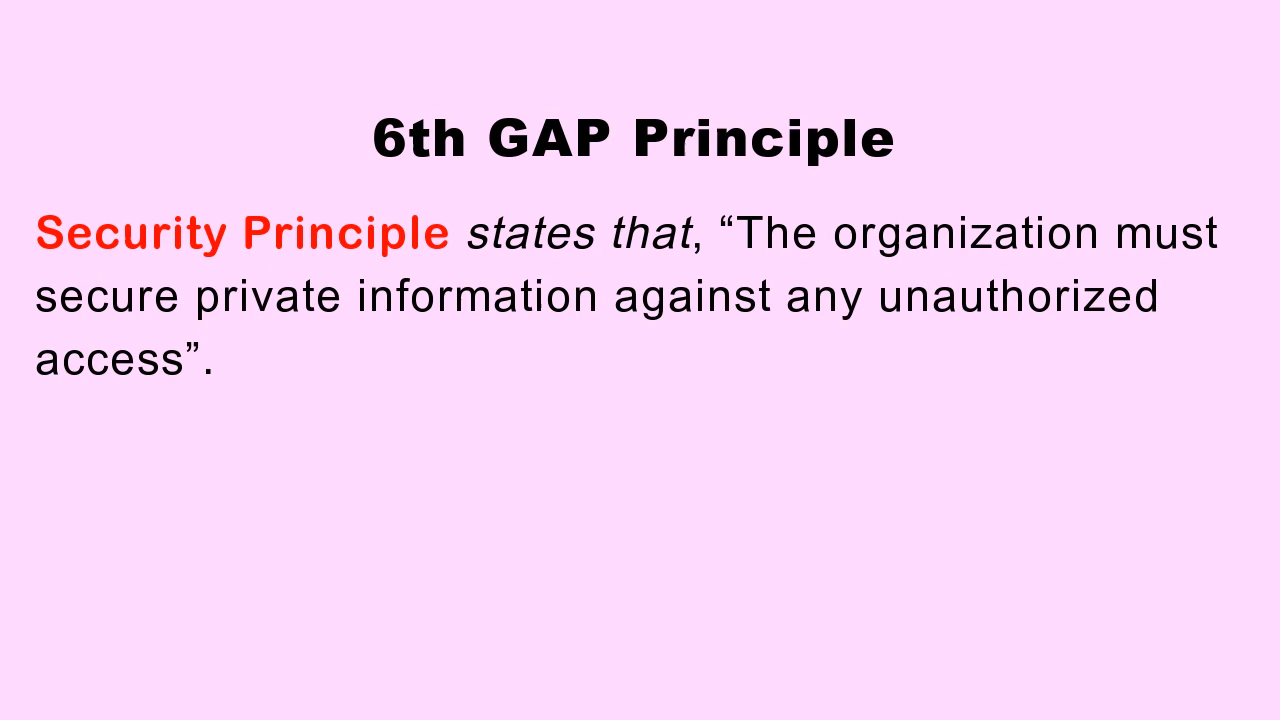 6th GAP Principle
Security Principle states that, “The organization must
secure private information against any unauthorized
access”.